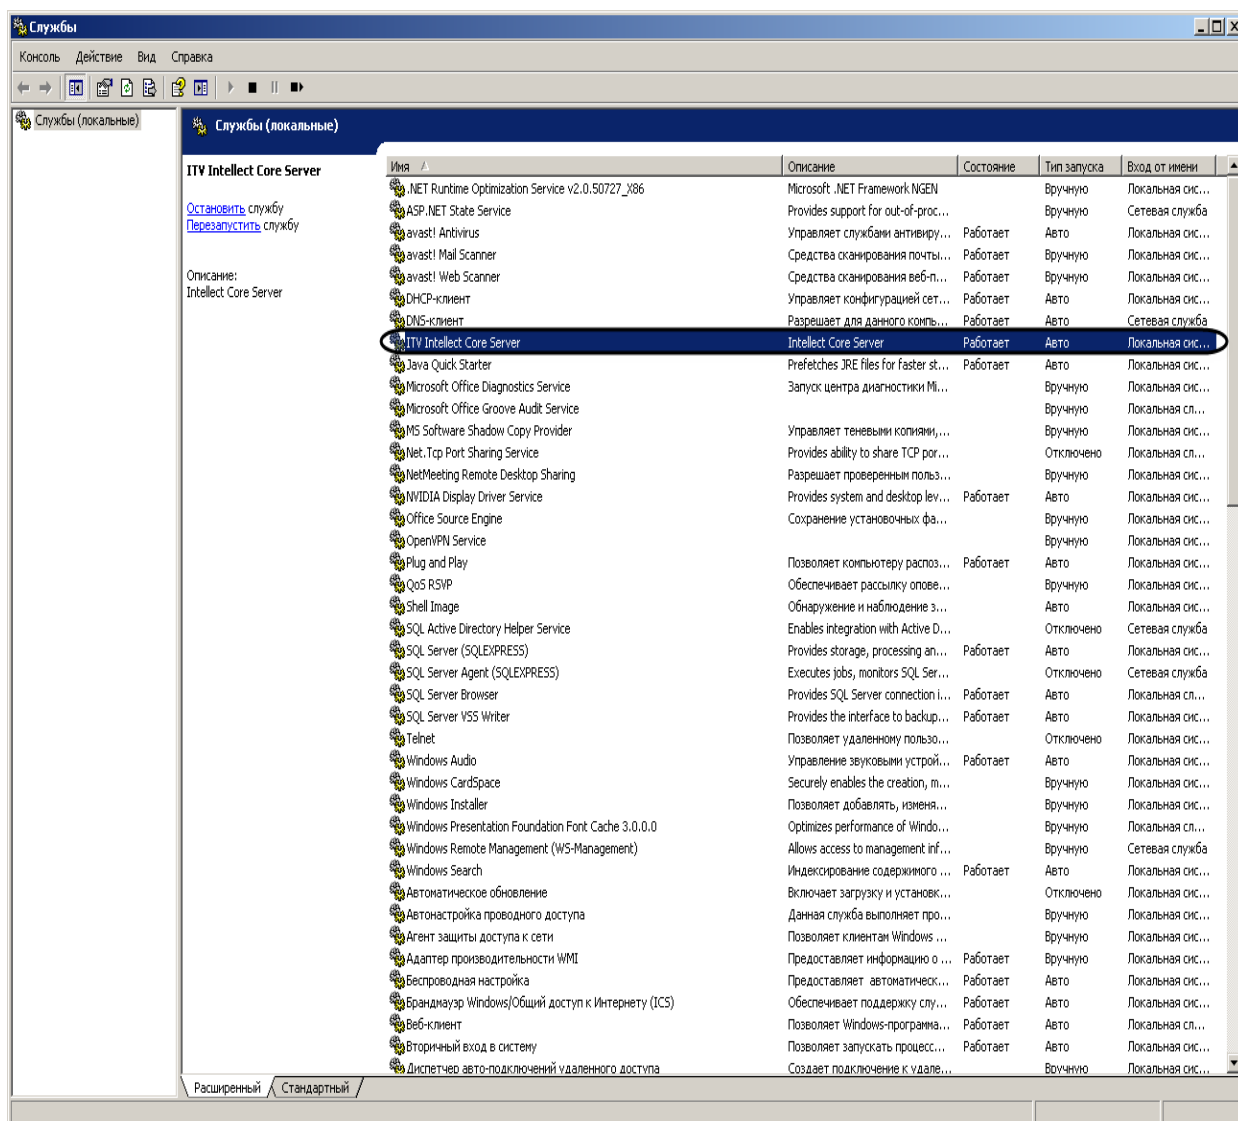 Службы
Консоль Действие Вид Справка
Службы (локальные)
Службы (локальные)
ITV Intellect Core Server
Остановить службу
Перезапустить службу
Описание:
Intellect Core Server
Имя Описание Состояние Тип запуска Вход от имени
.NET Runtime Optimization Service v2.0.50727_X86 Microsoft .NET Framework NGEN Вручную Локальная сис...
ASP.NET State Service Provides support for out-of-proc... Вручную Сетевая служба
avast! Antivirus Управляет службами антивиру... Работает Авто Локальная сис...
avast! Mail Scanner Средства сканирования почты... Работает Вручную Локальная сис...
avast! Web Scanner Средства сканирования веб-п... Работает Вручную Локальная сис...
DHCP-клиент Управляет конфигурацией сет... Работает Авто Локальная сис...
DNS-клиент Разрешает для данного компь... Работает Авто Сетевая служба
ITV Intellect Core Server Intellect Core Server Работает Авто Локальная сис...
Java Quick Starter Prefetches JRE files for faster st... Работает Авто Локальная сис...
Microsoft Office Diagnostics Service Запуск центра диагностики Mi... Вручную Локальная сис...
Microsoft Office Groove Audit Service Вручную Локальная сл...
MS Software Shadow Copy Provider Управляет теневыми копиями,... Вручную Локальная сис...
Net.Tcp Port Sharing Service Provides ability to share TCP por... Отключено Локальная сл...
NetMeeting Remote Desktop Sharing Разрешает проверенным польз... Вручную Локальная сис...
NVIDIA Display Driver Service Provides system and desktop lev... Работает Авто Локальная сис...
Office Source Engine Сохранение установочных фа... Вручную Локальная сис...
OpenVPN Service Вручную Локальная сис...
Plug and Play Позволяет компьютеру распоз... Работает Авто Локальная сис...
QoS RSVP Обеспечивает рассылку опове... Вручную Локальная сис...
Shell Image Обнаружение и наблюдение з... Авто Локальная сис...
SQL Active Directory Helper Service Enables integration with Active D... Отключено Сетевая служба
SQL Server (SQLEXPRESS) Provides storage, processing an... Работает Авто Локальная сис...
SQL Server Agent (SQLEXPRESS) Executes jobs, monitors SQL Ser... Отключено Сетевая служба
SQL Server Browser Provides SQL Server connection i... Работает Авто Локальная сл...
SQL Server VSS Writer Provides the interface to backup... Работает Авто Локальная сис...
Telnet Позволяет удаленному пользо... Отключено Локальная сис...
Windows Audio Управление звуковыми устрой... Работает Авто Локальная сис...
Windows CardSpace Securely enables the creation, m... Вручную Локальная сис...
Windows Installer Позволяет добавлять, изменя... Вручную Локальная сис...
Windows Presentation Foundation Font Cache 3.0.0.0 Optimizes performance of Windo... Вручную Локальная сл...
Windows Remote Management (WS-Management) Allows access to management inf... Вручную Сетевая служба
Windows Search Индексирование содержимого ... Работает Авто Локальная сис...
Автоматическое обновление Включает загрузку и установк... Отключено Локальная сис...
Автонастройка проводного доступа Данная служба выполняет про... Вручную Локальная сис...
Агент защиты доступа к сети Позволяет клиентам Windows ... Вручную Локальная сис...
Адаптер производительности WMI Предоставляет информацию о ... Работает Вручную Локальная сис...
Беспроводная настройка Предоставляет автоматическ... Работает Авто Локальная сис...
Брандмауэр Windows/Общий доступ к Интернету (ICS) Обеспечивает поддержку слу... Работает Авто Локальная сис...
Веб-клиент Позволяет Windows-программа... Работает Авто Локальная сл...
Вторичный вход в систему Позволяет запускать процесс... Работает Авто Локальная сис...
Диспетчер авто-подключений удаленного доступа Создает подключение к удале... Вручную Локальная сис...
Расширенный Стандартный